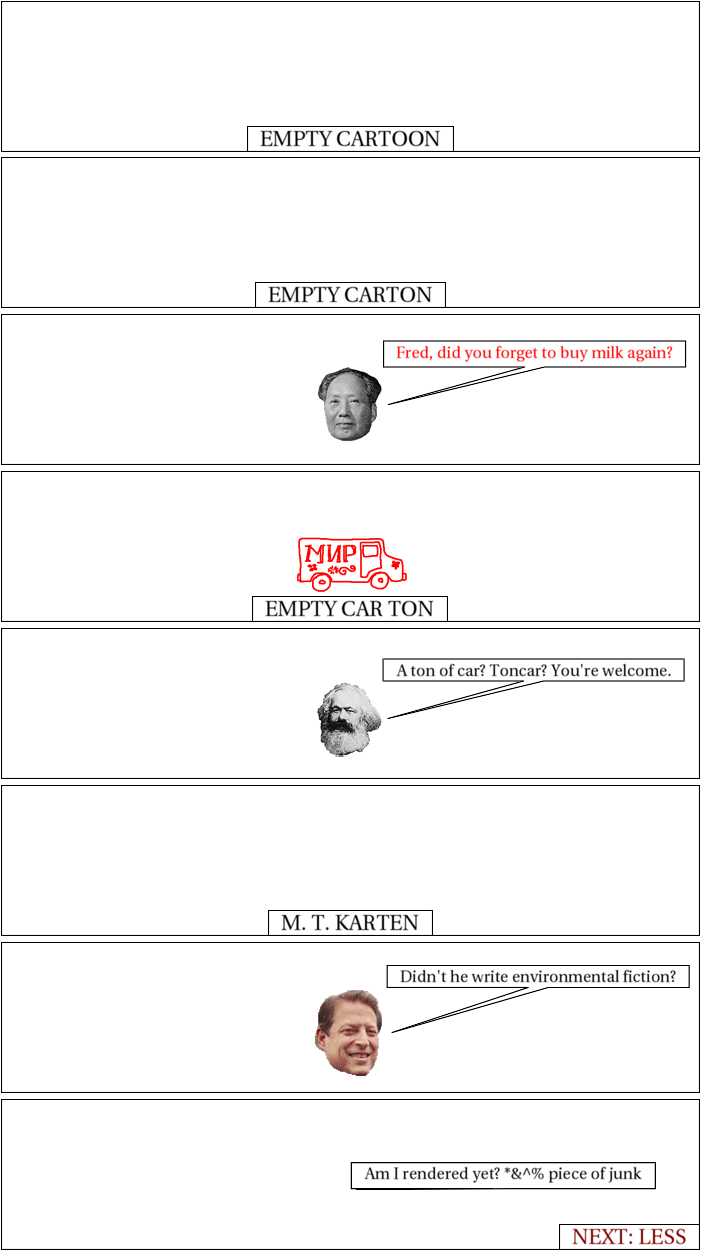 EMPTY CARTOON
EMPTY CARTON
Fred, did you forget to buy milk again?
МИР
EMPTY CAR TON
A ton of car? Toncar? You're welcome.
M. T. KARTEN
Didn't he write environmental fiction?
Am I rendered yet? *&^% piece of junk
NEXT: LESS